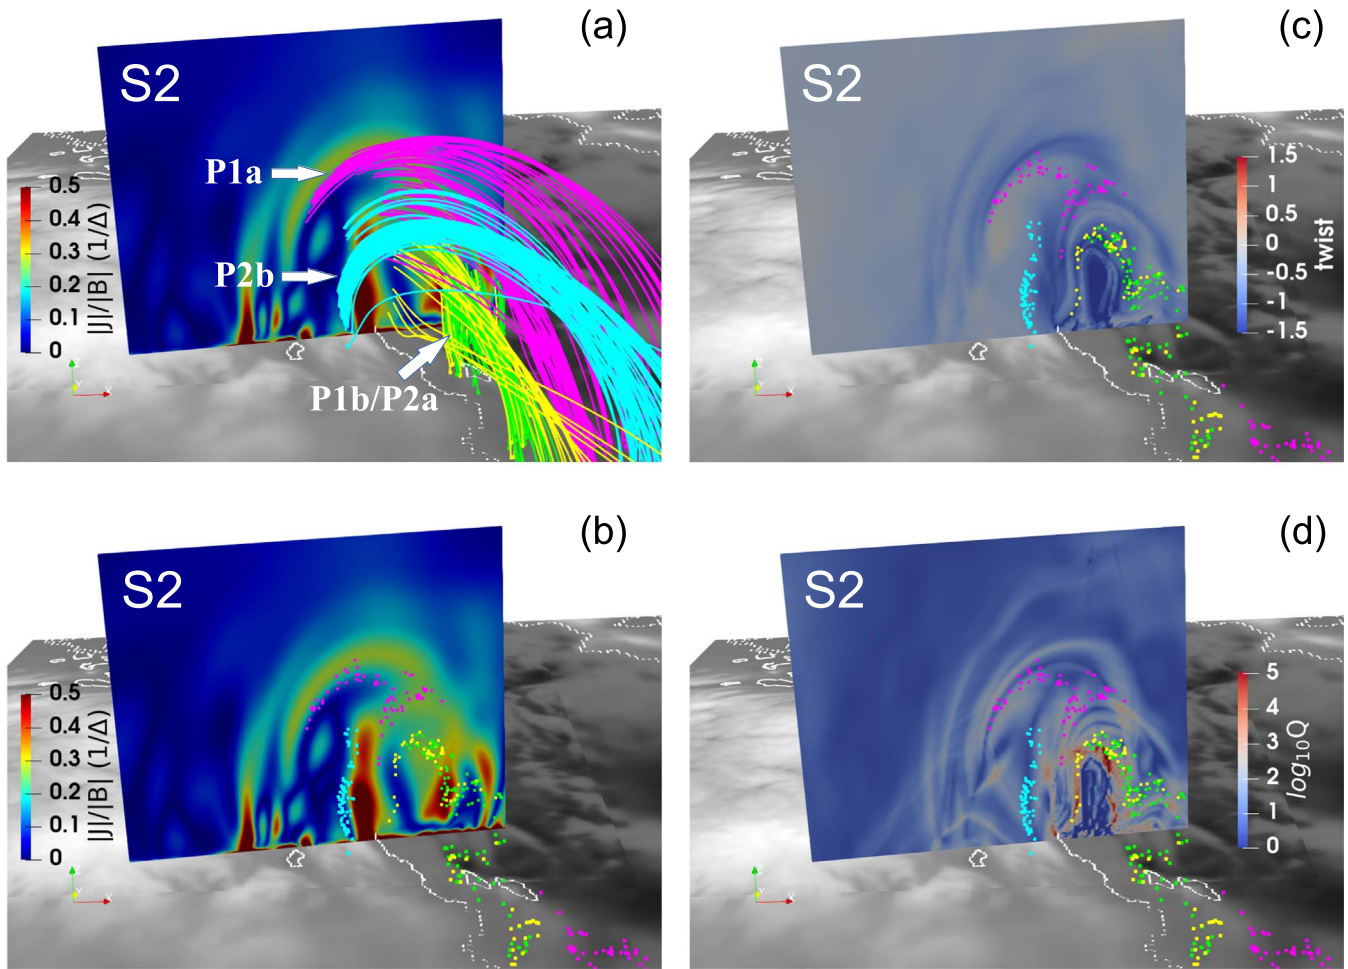 (a)
S2
P1a
P2b
P1b/P2a
0.5
0.4
0.3
0.2
0.1
0
|J|/|B| (1/Δ)
Z
X
(c)
S2
1.5
1
0.5
0
-0.5
-1
-1.5
twist
Z
X
(b)
S2
0.5
0.4
0.3
0.2
0.1
0
|J|/|B| (1/Δ)
Z
X
(d)
S2
5
4
3
2
1
0
log₁₀Q
Z
X